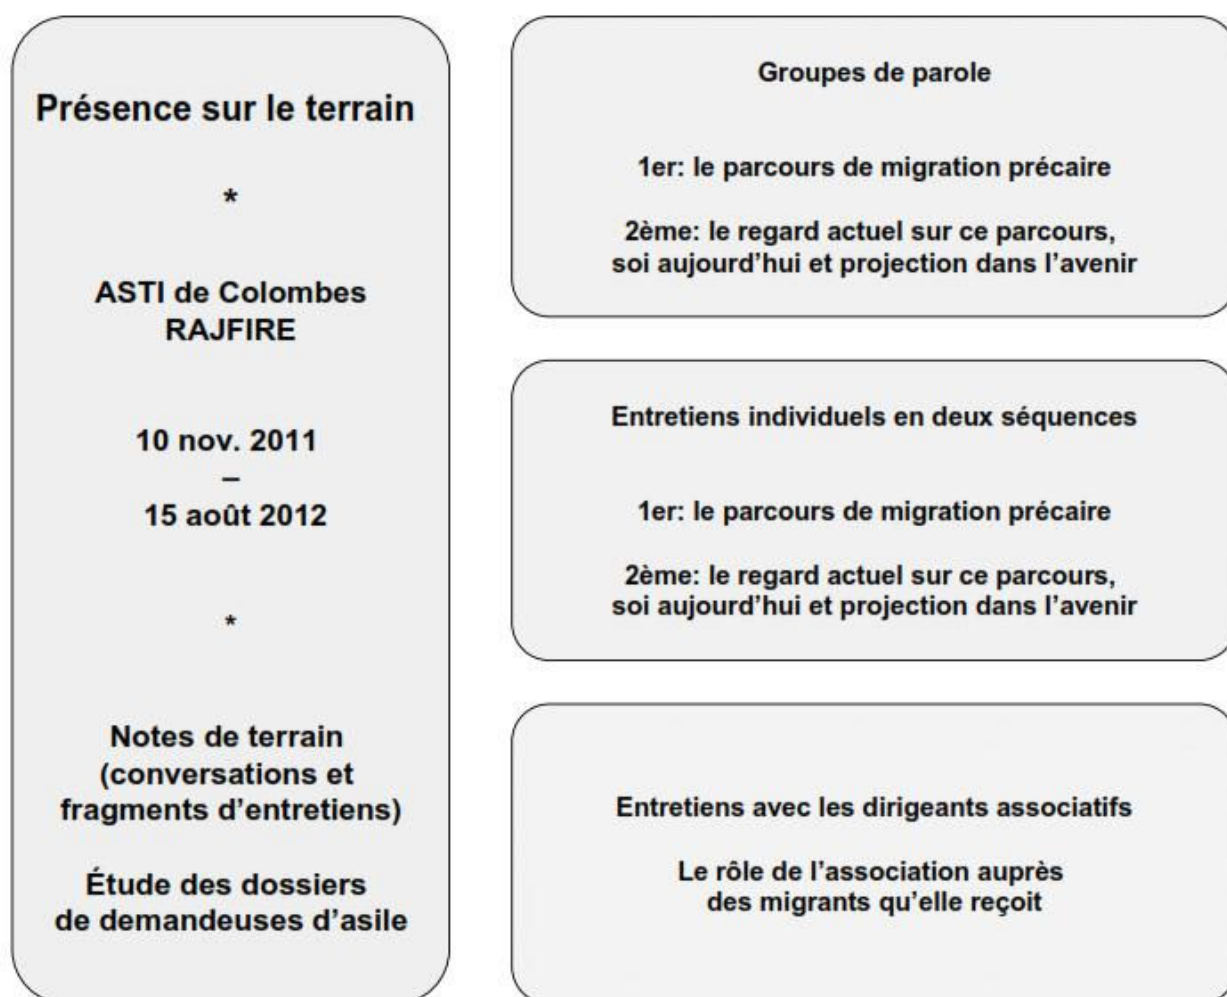 Présence sur le terrain
*
ASTI de Colombes
RAJFIRE
10 nov. 2011
–
15 août 2012
*
Notes de terrain
(conversations et
fragments d’entretiens)
Étude des dossiers
de demandeuses d’asile
Groupes de parole
1er: le parcours de migration précaire
2ème: le regard actuel sur ce parcours,
soi aujourd’hui et projection dans l’avenir
Entretiens individuels en deux séquences
1er: le parcours de migration précaire
2ème: le regard actuel sur ce parcours,
soi aujourd’hui et projection dans l’avenir
Entretiens avec les dirigeants associatifs
Le rôle de l’association auprès
des migrants qu’elle reçoit